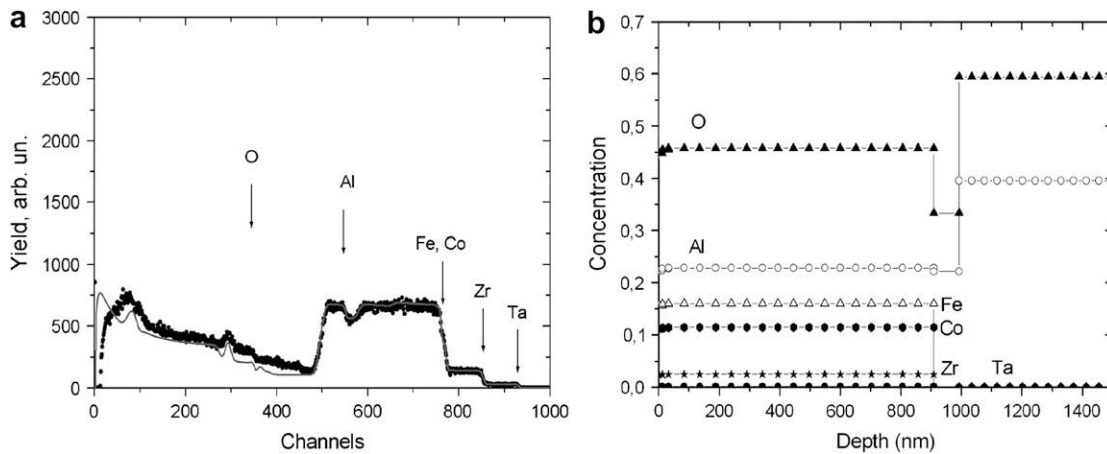 a
3000
2500
2000
1500
1000
500
0
Yield, arb. un.
O
Al
Fe, Co
Zr
Ta
0 200 400 600 800 1000
Channels
b
0,7
0,6
0,5
0,4
0,3
0,2
0,1
0,0
Concentration
O
Al
Fe
Co
Zr Ta
0 200 400 600 800 1000 1200 1400
Depth (nm)